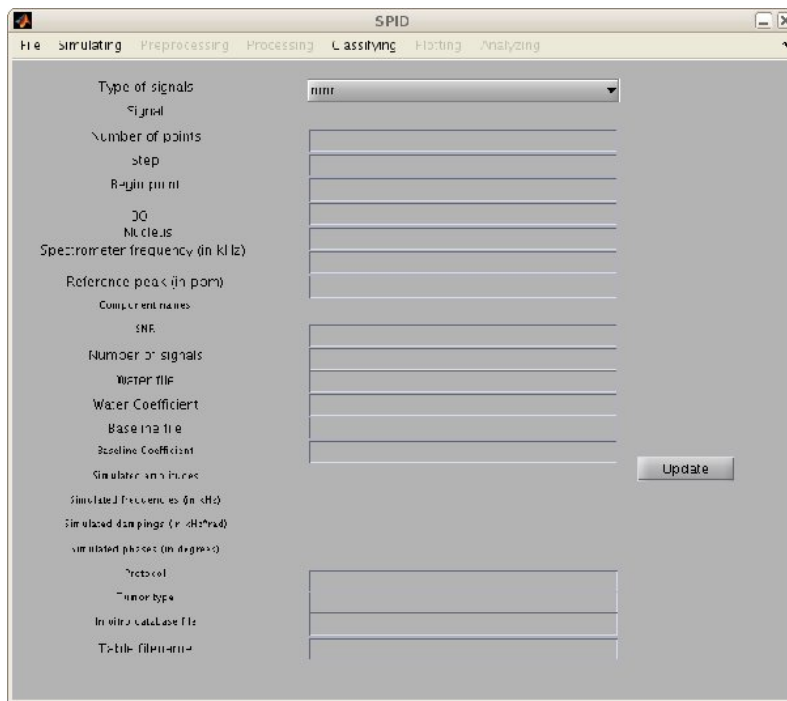 SPID
File Simulating Preprocessing Processing Classifying Plotting Analyzing
Type of signals
nmr
Signal
Number of points
Step
Begin point
DO
Nucleus
Spectrometer frequency (in kHz)
Reference peak (in ppm)
Component names
SNR
Number of signals
Water file
Water Coefficient
Baseline file
Baseline Coefficient
Update
Simulated amplitudes
Simulated frequencies (in kHz)
Simulated dampings (in kHz*rad)
Simulated phases (in degrees)
Protocol
Tumor type
In vitro database file
Table filename